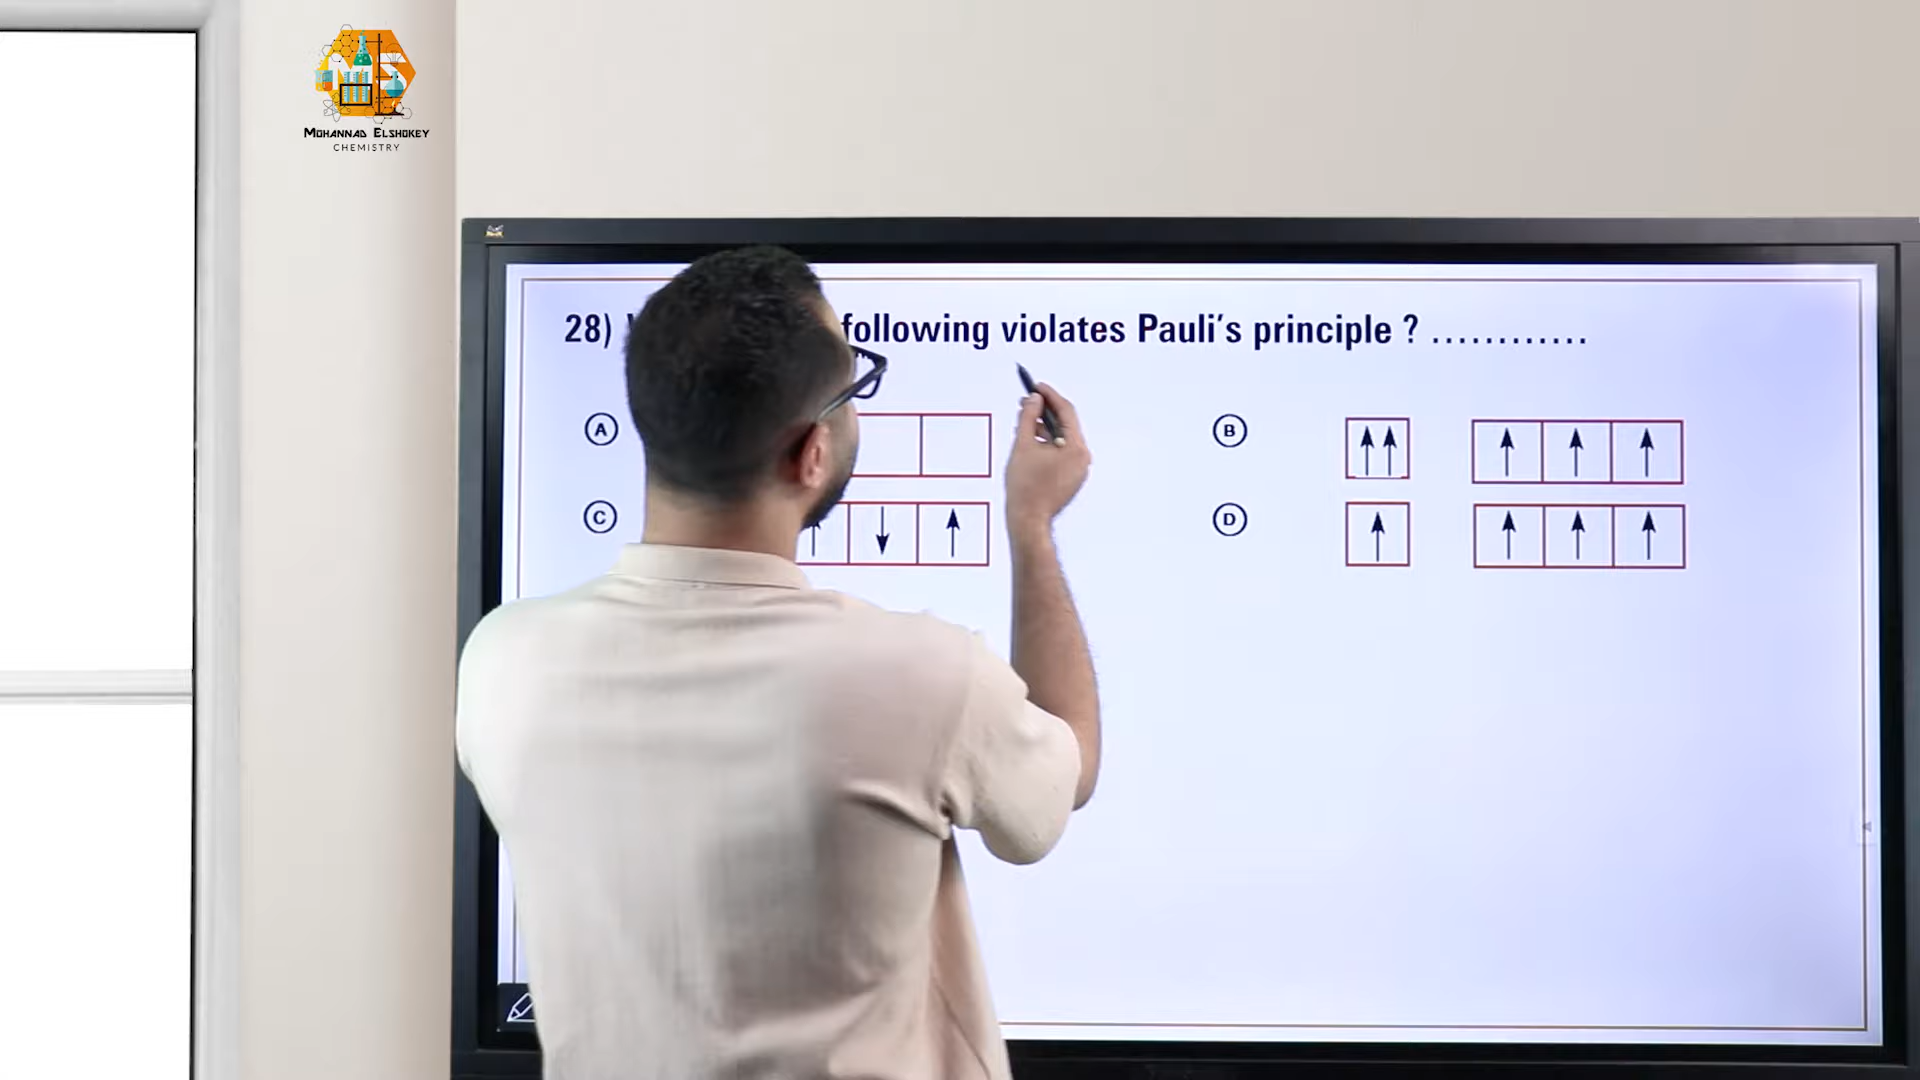 MOHANNAD ELSHOKEY
CHEMISTRY
28) following violates Pauli's principle ? ............
A
B
C
D